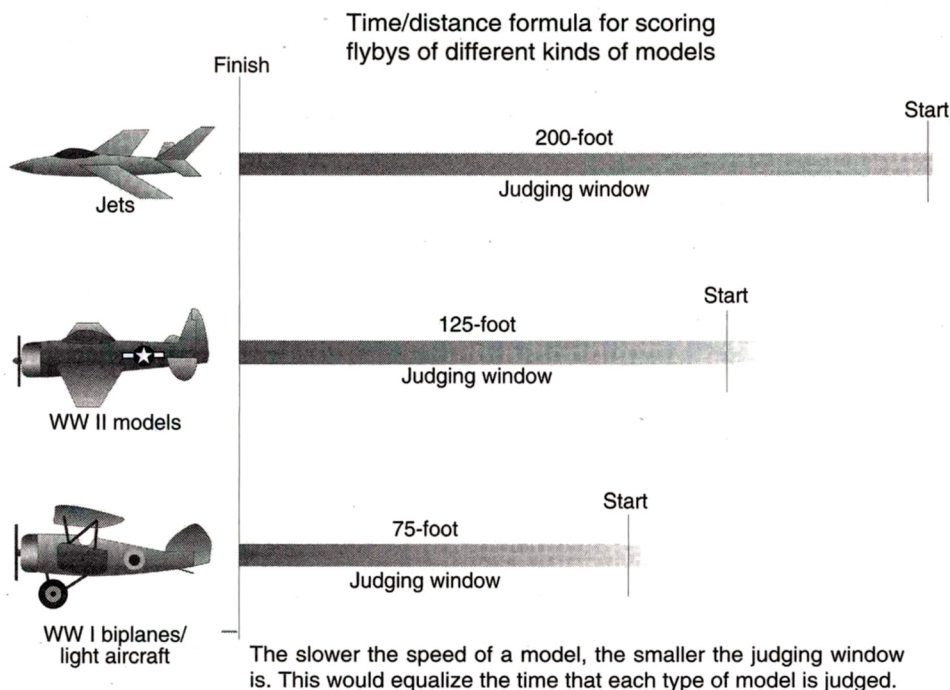 Time/distance formula for scoring
flybys of different kinds of models
Finish
Start
200-foot
Judging window
Jets
Start
125-foot
Judging window
WW II models
Start
75-foot
Judging window
WW I biplanes/
light aircraft
The slower the speed of a model, the smaller the judging window
is. This would equalize the time that each type of model is judged.